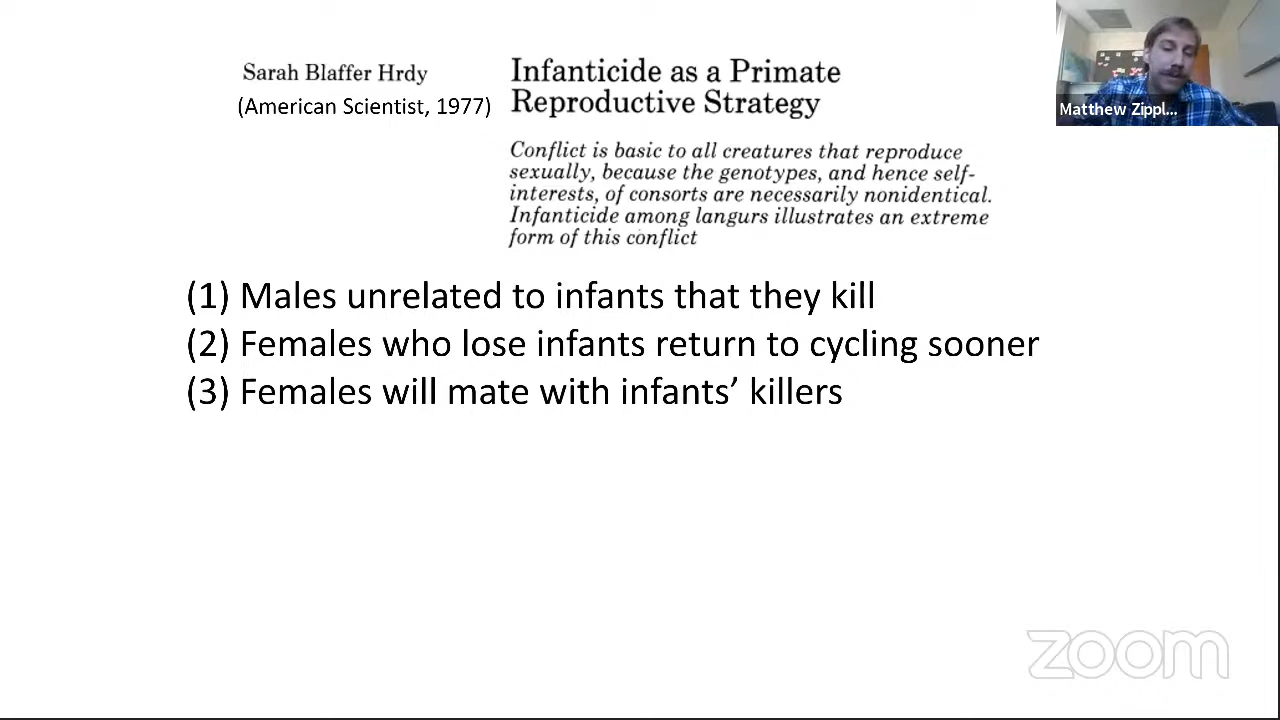 Sarah Blaffer Hrdy
(American Scientist, 1977)
Infanticide as a Primate
Reproductive Strategy
Conflict is basic to all creatures that reproduce
sexually, because the genotypes, and hence self-
interests, of consorts are necessarily nonidentical.
Infanticide among langurs illustrates an extreme
form of this conflict
Matthew Zippl...
(1) Males unrelated to infants that they kill
(2) Females who lose infants return to cycling sooner
(3) Females will mate with infants’ killers
zoom